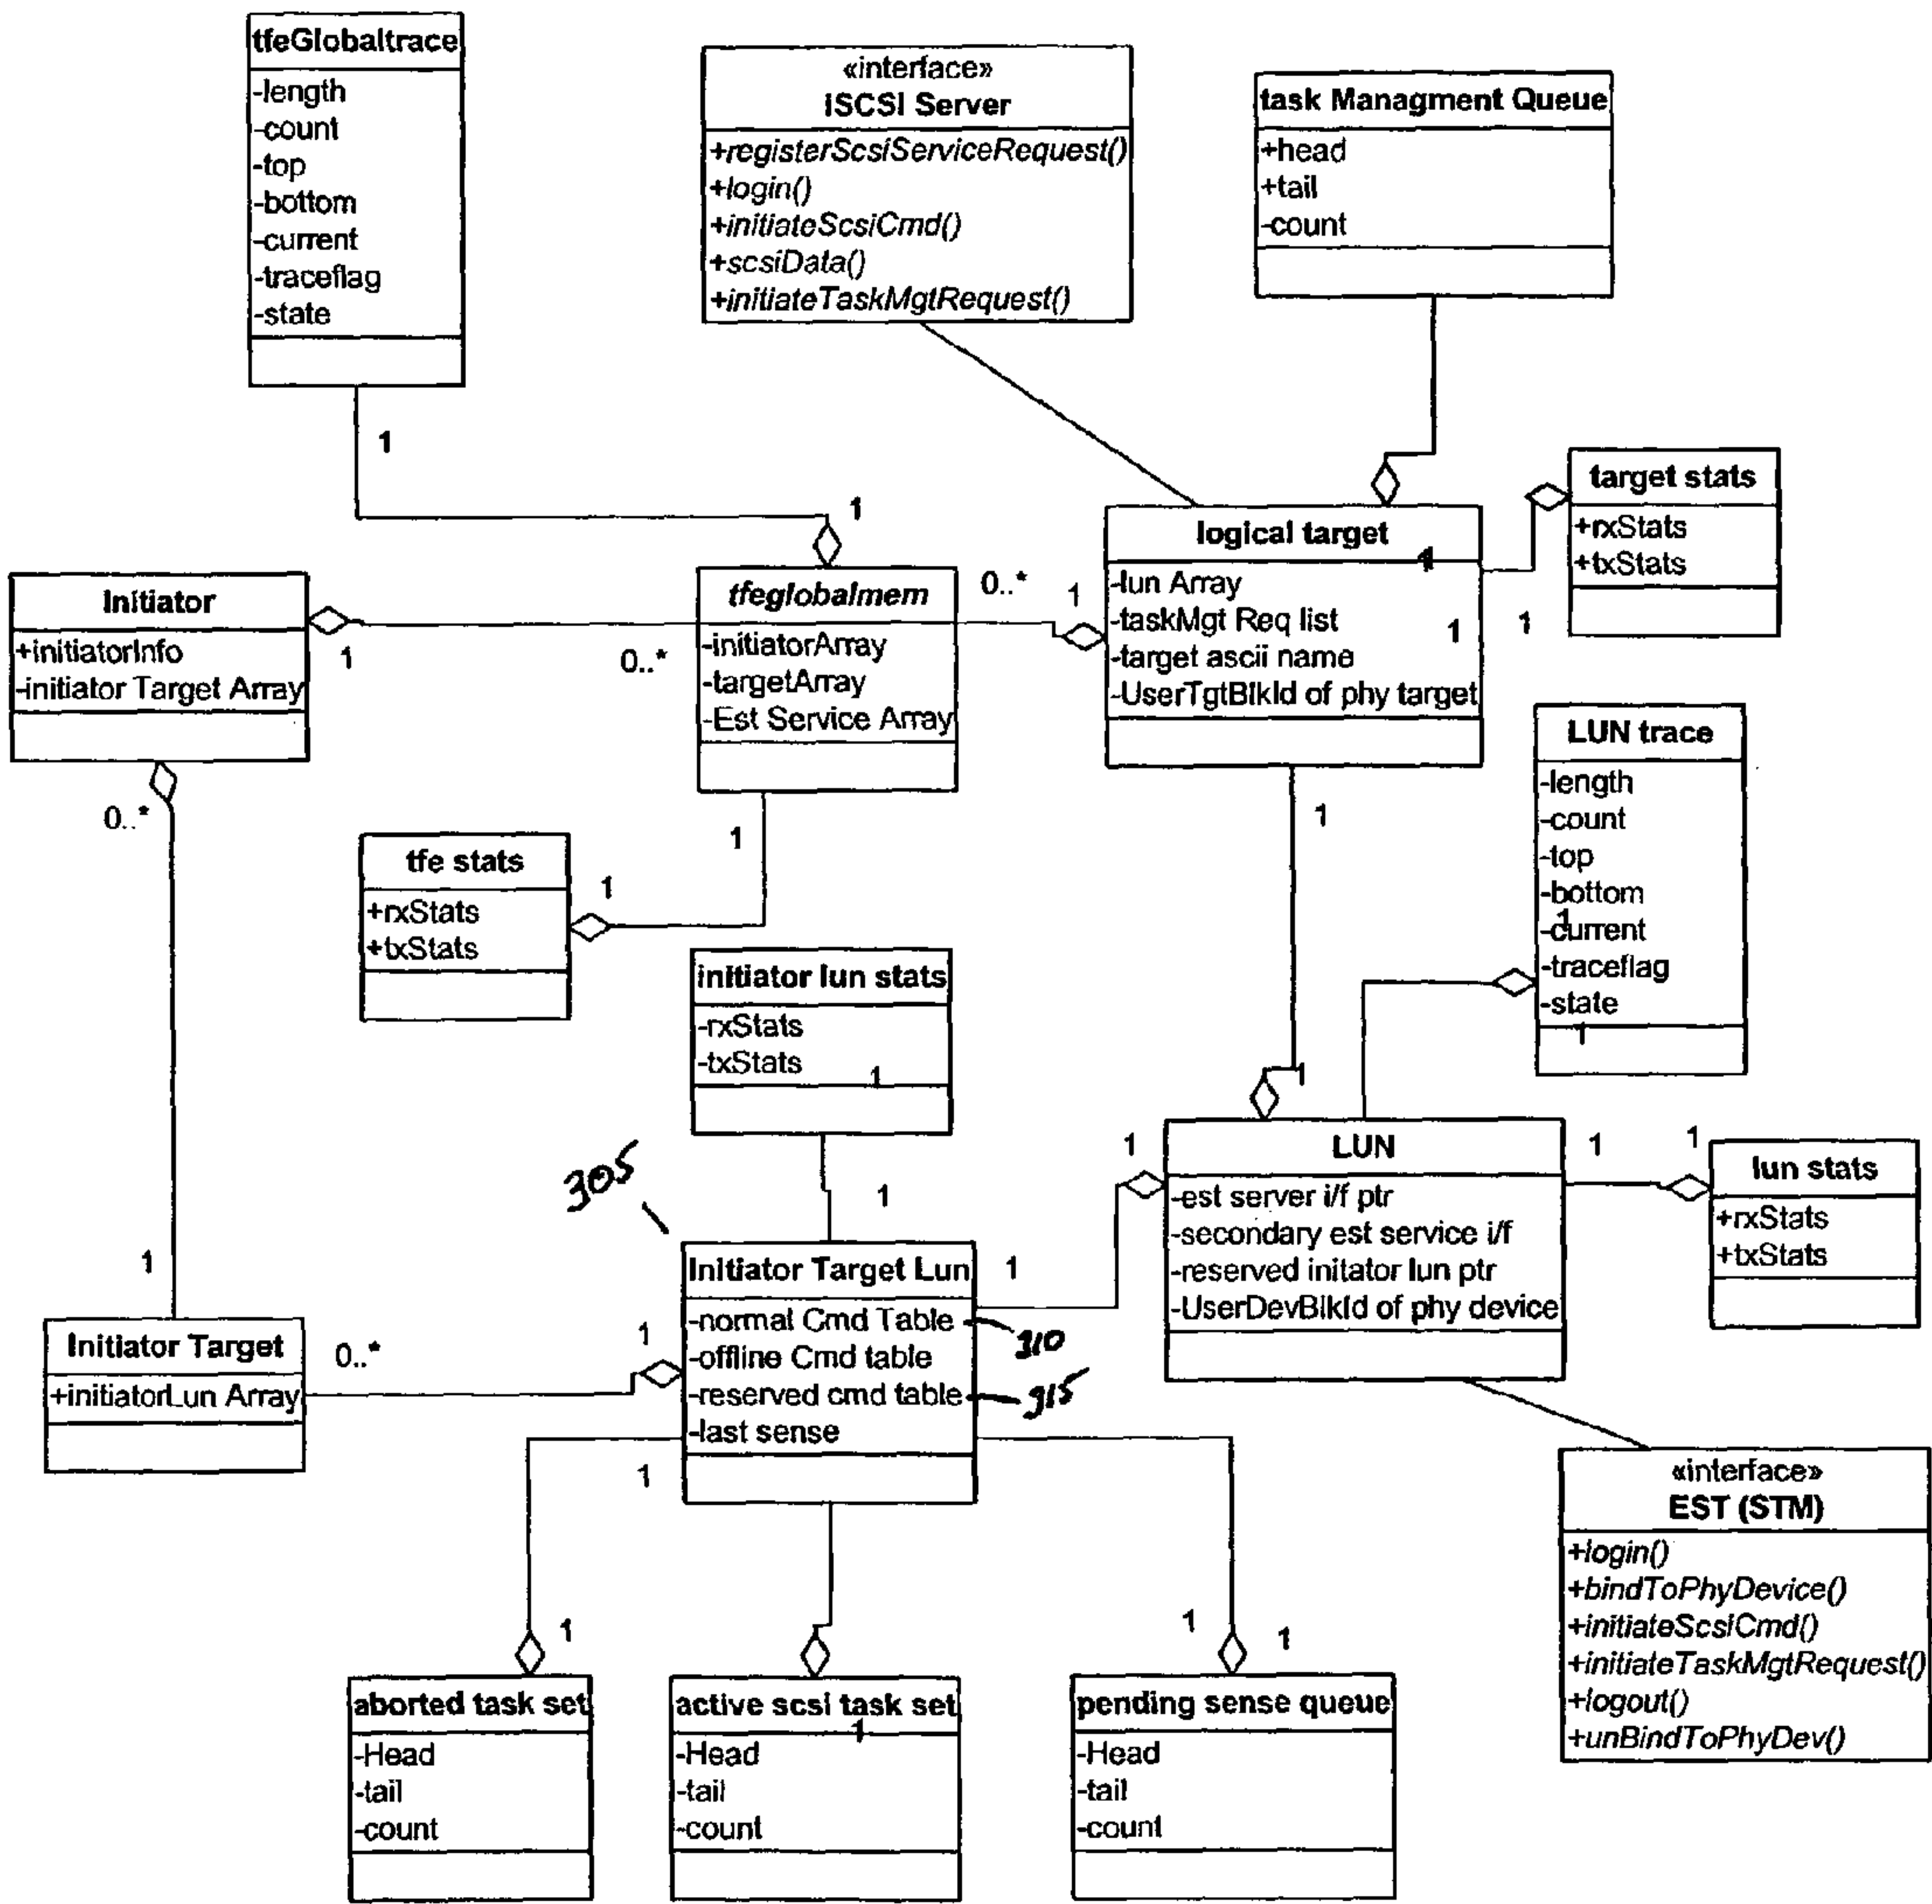 tfeGlobaltrace
-length
-count
-top
-bottom
-current
-traceflag
-state
«interface»
ISCSI Server
+registerScsiServiceRequest()
+login()
+initiateScsiCmd()
+scsiData()
+initiateTaskMgtRequest()
task Managment Queue
+head
+tail
-count
1
1
target stats
+rxStats
+txStats
1
logical target
1
-lun Array
-taskMgt Req list
1
-target ascii name
-UserTgtBlkId of phy target
Initiator
+initiatorInfo
-initiator Target Array
1
0..*
tfeglobalmem
-initiatorArray
-targetArray
-Est Service Array
0..*
1
0..*
1
1
1
LUN trace
-length
-count
-top
-bottom
1
-current
-traceflag
-state
1
tfe stats
+rxStats
+txStats
1
initiator lun stats
-rxStats
-txStats
1
1
1
LUN
-est server i/f ptr
-secondary est service i/f
-reserved initator lun ptr
-UserDevBlkId of phy device
1
1
1
lun stats
+rxStats
+txStats
305
1
Initiator Target Lun
-normal Cmd Table
310
-offline Cmd table
-reserved cmd table
315
-last sense
1
1
Initiator Target
+initiatorLun Array
0..*
1
1
«interface»
EST (STM)
+login()
+bindToPhyDevice()
+initiateScsiCmd()
+initiateTaskMgtRequest()
+logout()
+unBindToPhyDev()
1
1
1
aborted task set
-Head
-tail
-count
active scsi task set
1
-Head
-tail
-count
pending sense queue
-Head
-tail
-count